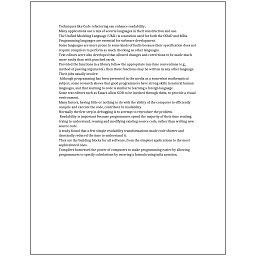 Techniques like Code refactoring can enhance readability.
Many applications use a mix of several languages in their construction and use.
The Unified Modeling Language (UML) is a notation used for both the OOAD and MDA.
Programming languages are essential for software development.
Some languages are more prone to some kinds of faults because their specification does not
require compilers to perform as much checking as other languages.
Text editors were also developed that allowed changes and corrections to be made much
more easily than with punched cards.
Provided the functions in a library follow the appropriate run-time conventions (e.g.,
method of passing arguments), then these functions may be written in any other language.
Their jobs usually involve:
Although programming has been presented in the media as a somewhat mathematical
subject, some research shows that good programmers have strong skills in natural human
languages, and that learning to code is similar to learning a foreign language.
Some text editors such as Emacs allow GDB to be invoked through them, to provide a visual
environment.
Many factors, having little or nothing to do with the ability of the computer to efficiently
compile and execute the code, contribute to readability.
Normally the first step in debugging is to attempt to reproduce the problem.
Readability is important because programmers spend the majority of their time reading,
trying to understand, reusing and modifying existing source code, rather than writing new
source code.
A study found that a few simple readability transformations made code shorter and
drastically reduced the time to understand it.
They are the building blocks for all software, from the simplest applications to the most
sophisticated ones.
Compilers harnessed the power of computers to make programming easier by allowing
programmers to specify calculations by entering a formula using infix notation.